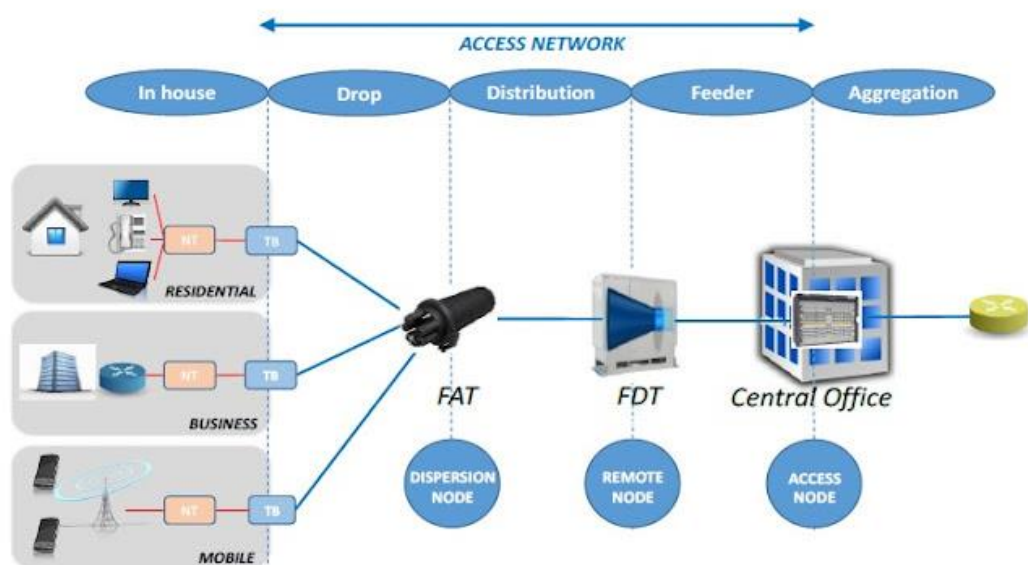 ACCESS NETWORK
In house
Drop
Distribution
Feeder
Aggregation
NT
TB
RESIDENTIAL
NT
TB
BUSINESS
NT
TB
MOBILE
FAT
FDT
Central Office
DISPERSION
NODE
REMOTE
NODE
ACCESS
NODE